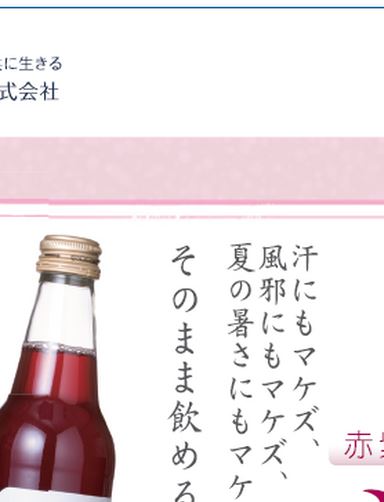 に生きる
式会社
汗にもマケズ、
風邪にもマケズ、
夏の暑さにもマケ
そのまま飲める
赤紫